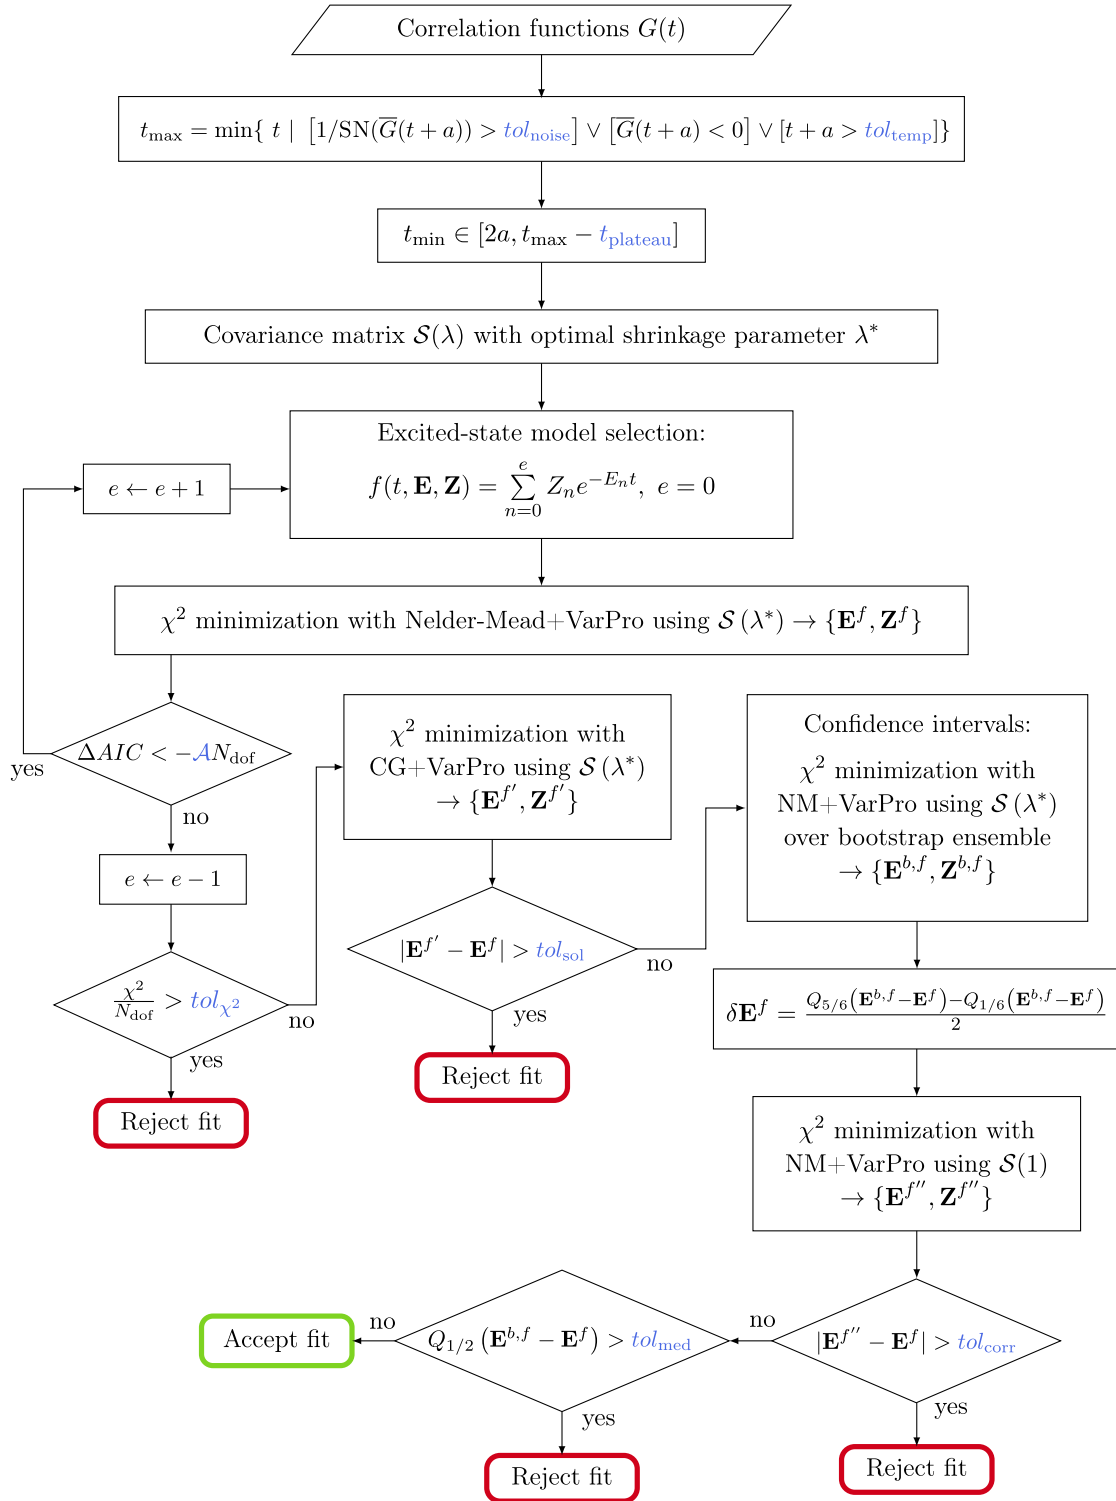 Correlation functions G(t)
t_max = min{ t | [1/SN(G̅(t + a)) > tol_noise] ∨ [G̅(t + a) < 0] ∨ [t + a > tol_temp]}
t_min ∈ [2a, t_max − t_plateau]
Covariance matrix 𝒮(λ) with optimal shrinkage parameter λ*
Excited-state model selection:
f(t, E, Z) = ∑_{n=0}^{e} Z_n e^{−E_n t}, e = 0
e ← e + 1
χ² minimization with Nelder-Mead+VarPro using 𝒮(λ*) → {E^f, Z^f}
ΔAIC < −𝒜N_dof
yes
no
e ← e − 1
χ²/N_dof > tol_χ²
no
yes
Reject fit
χ² minimization with
CG+VarPro using 𝒮(λ*)
→ {E^f′, Z^f′}
|E^f′ − E^f| > tol_sol
no
yes
Reject fit
Confidence intervals:
χ² minimization with
NM+VarPro using 𝒮(λ*)
over bootstrap ensemble
→ {E^{b,f}, Z^{b,f}}
δE^f = (Q_{5/6}(E^{b,f}−E^f)−Q_{1/6}(E^{b,f}−E^f))/2
χ² minimization with
NM+VarPro using 𝒮(1)
→ {E^f″, Z^f″}
|E^f″ − E^f| > tol_corr
no
yes
Reject fit
Q_{1/2}(E^{b,f} − E^f) > tol_med
no
yes
Accept fit
Reject fit